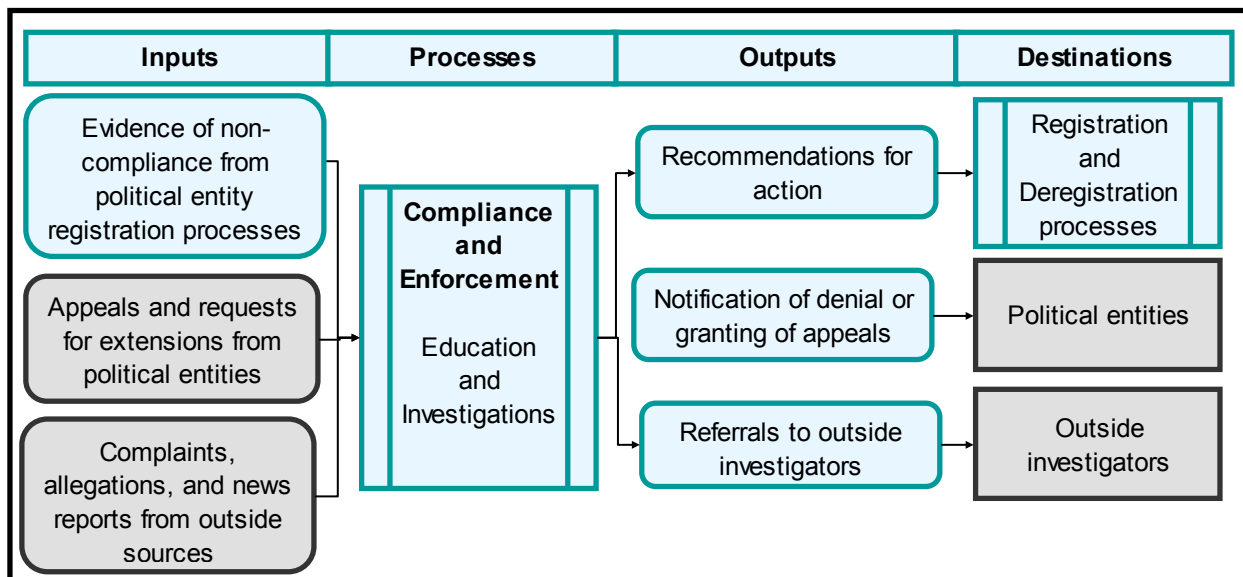 Inputs
Processes
Outputs
Destinations
Evidence of non-
compliance from
political entity
registration processes
Appeals and requests
for extensions from
political entities
Complaints,
allegations, and news
reports from outside
sources
Compliance
and
Enforcement
Education
and
Investigations
Recommendations for
action
Notification of denial or
granting of appeals
Referrals to outside
investigators
Registration
and
Deregistration
processes
Political entities
Outside
investigators